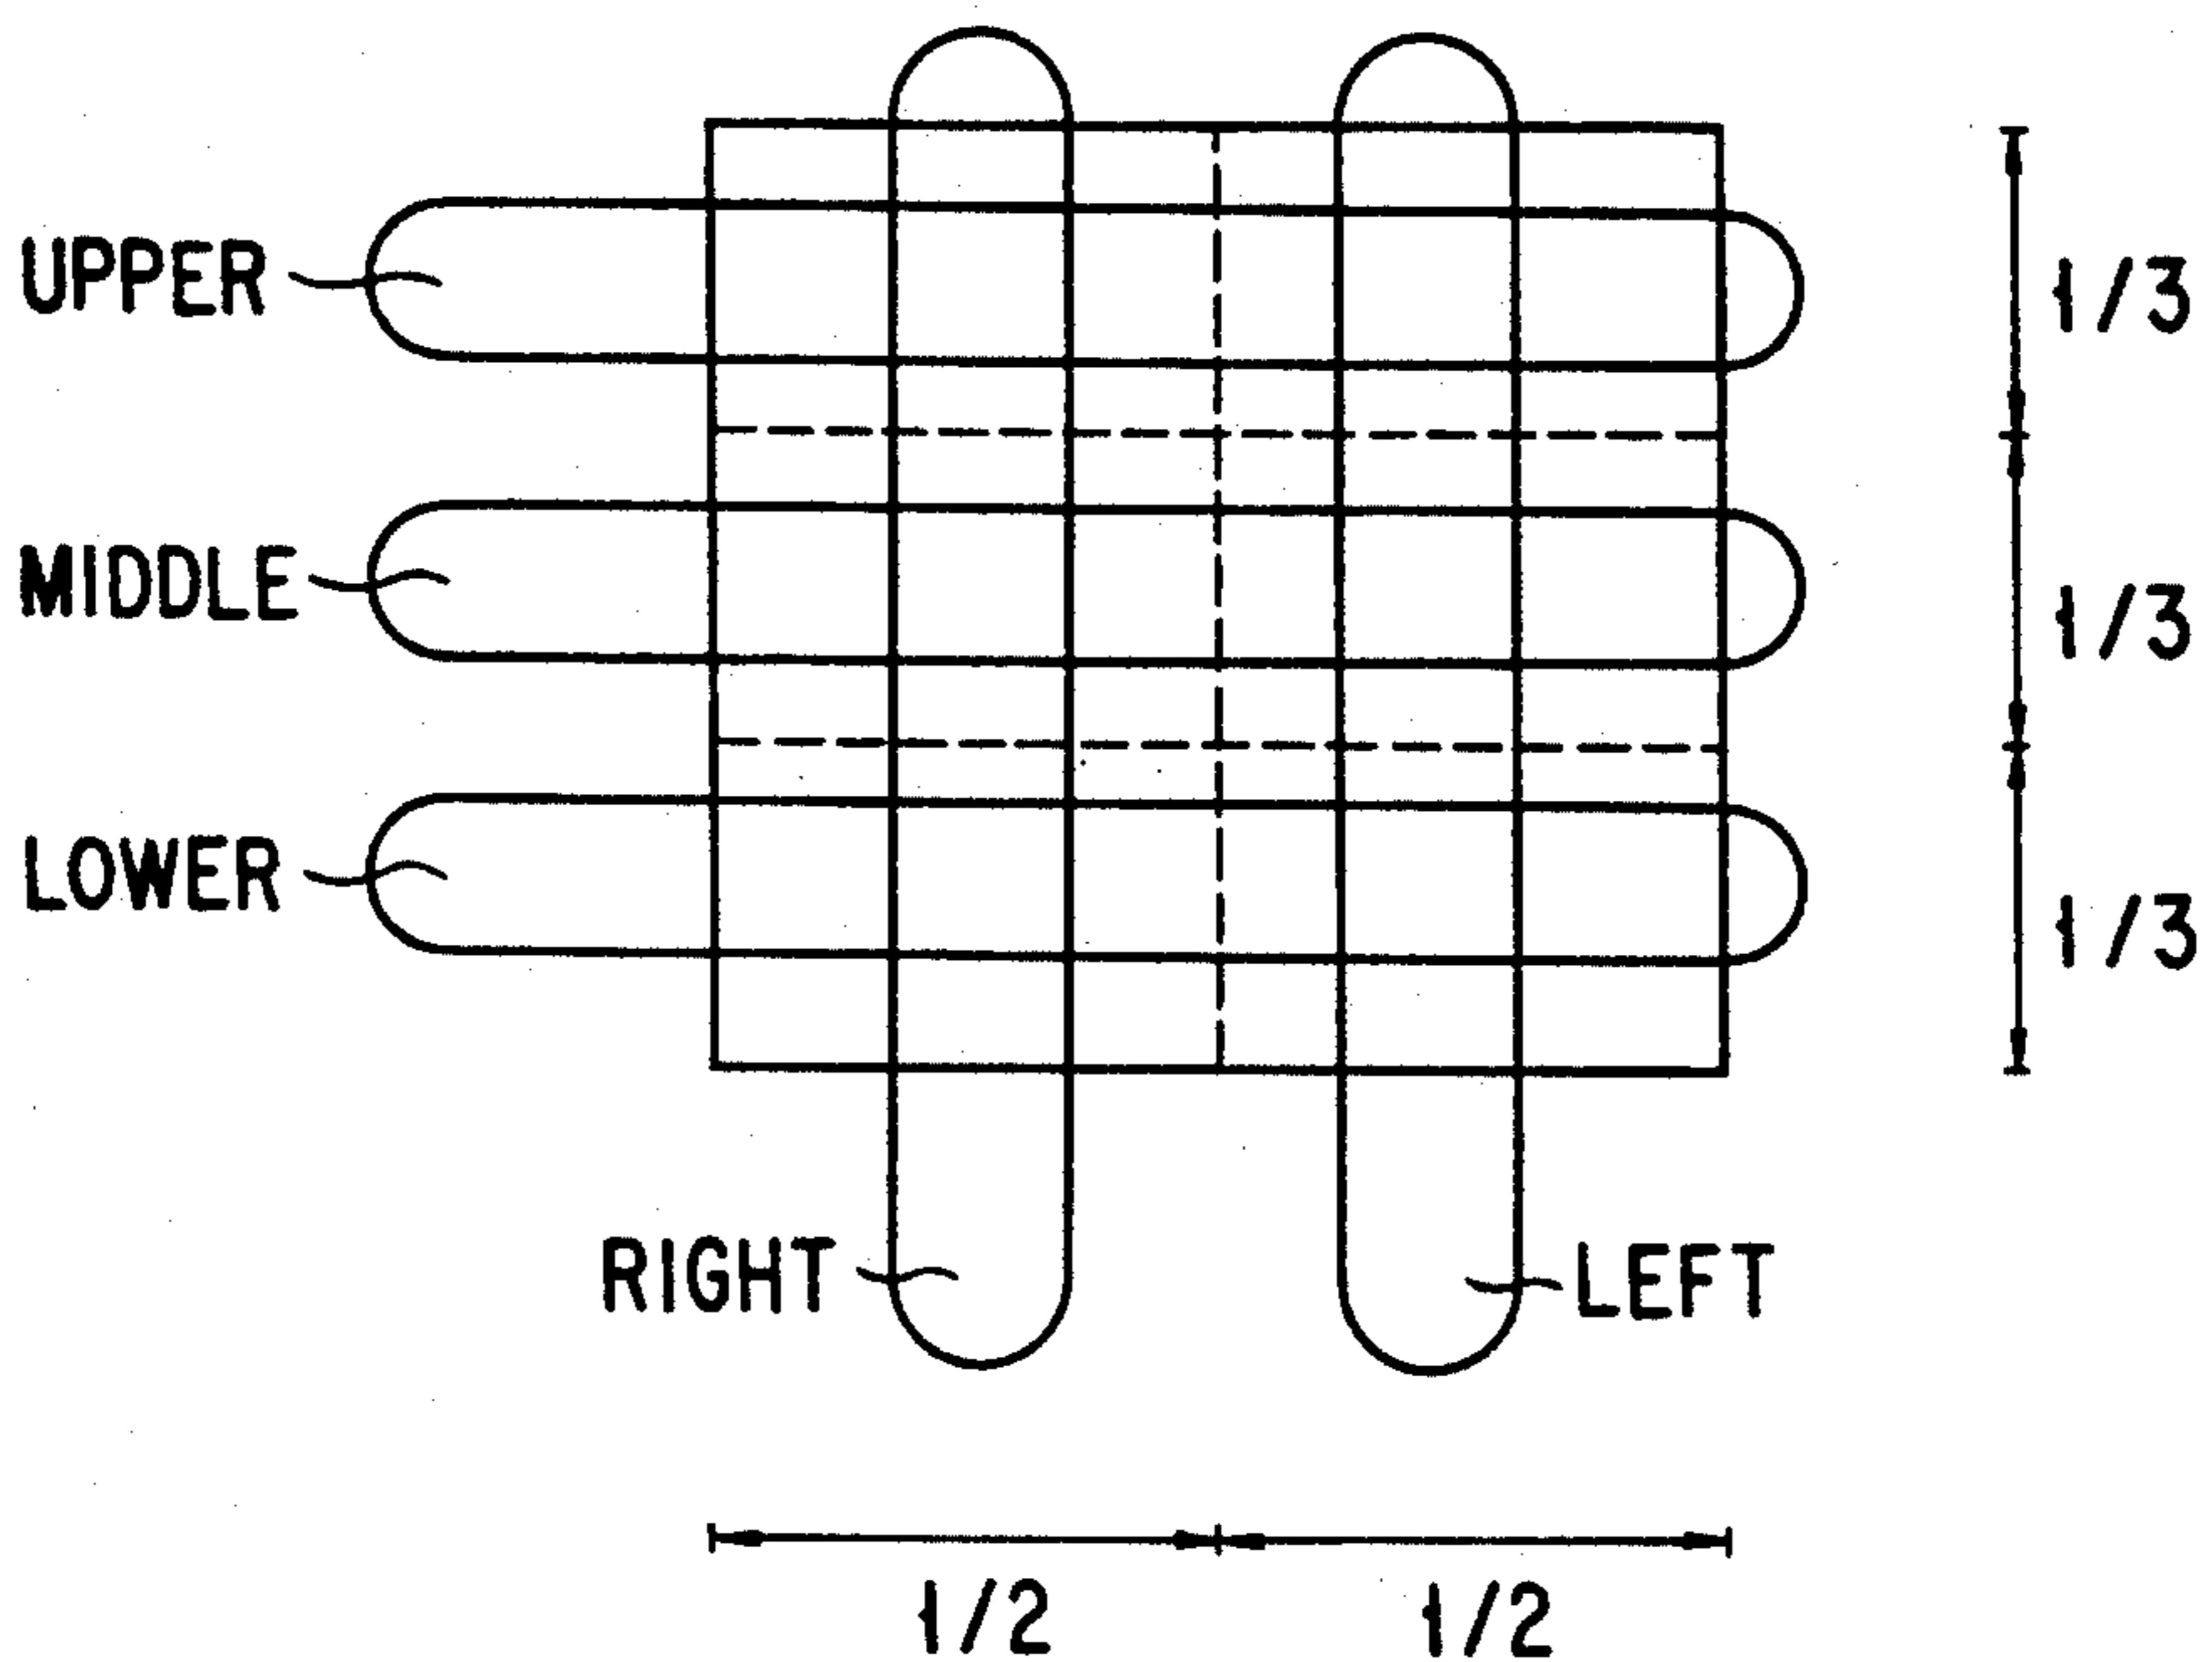 UPPER
1/3
MIDDLE
1/3
LOWER
1/3
RIGHT
LEFT
1/2
1/2